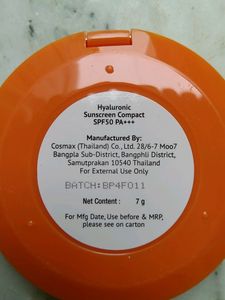 Hyaluronic
Sunscreen Compact
SPF50 PA+++
Manufactured By:
Cosmax (Thailand) Co., Ltd. 28/6-7 Moo7
Bangpla Sub-District, Bangphli District,
Samutprakan 10540 Thailand
For External Use Only
BATCH:BP4F011
Net Content : 7 g
For Mfg Date, Use before & MRP,
please see on carton